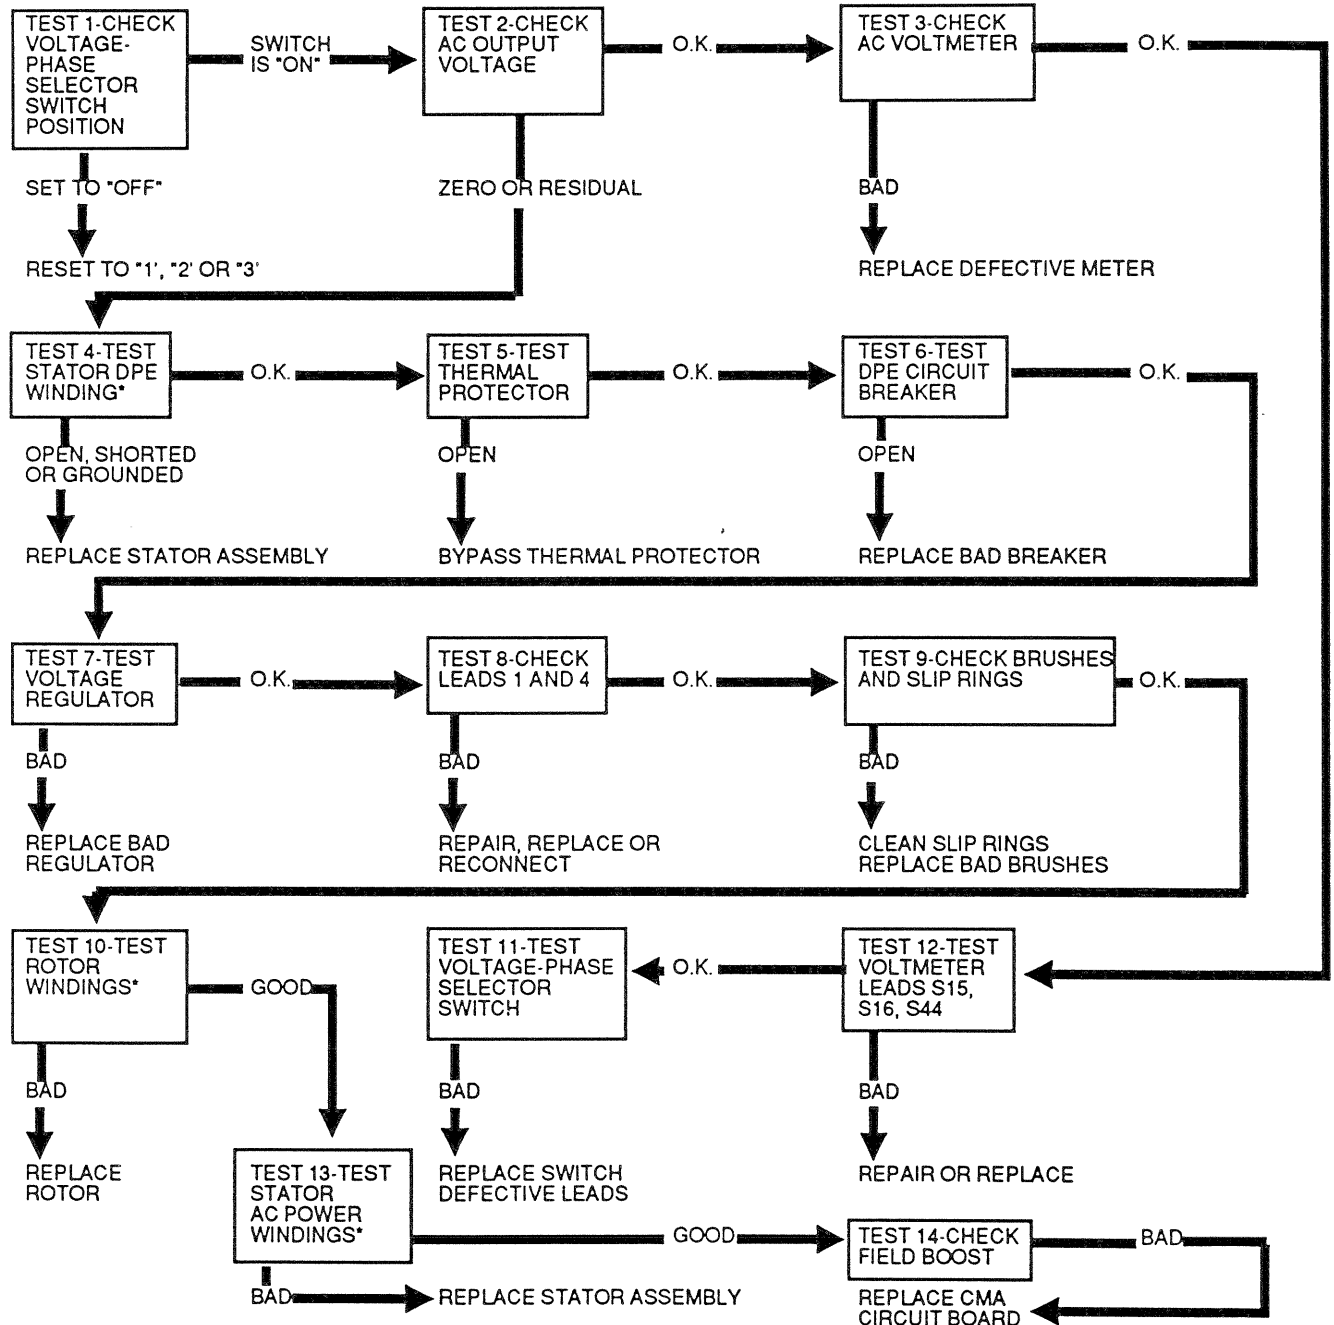 TEST 1-CHECK
VOLTAGE-
PHASE
SELECTOR
SWITCH
POSITION
SWITCH
IS "ON"
TEST 2-CHECK
AC OUTPUT
VOLTAGE
O.K.
TEST 3-CHECK
AC VOLTMETER
O.K.
SET TO "OFF"
ZERO OR RESIDUAL
BAD
RESET TO "1', "2' OR "3'
REPLACE DEFECTIVE METER
TEST 4-TEST
STATOR DPE
WINDING*
O.K.
TEST 5-TEST
THERMAL
PROTECTOR
O.K.
TEST 6-TEST
DPE CIRCUIT
BREAKER
O.K.
OPEN, SHORTED
OR GROUNDED
OPEN
OPEN
REPLACE STATOR ASSEMBLY
BYPASS THERMAL PROTECTOR
REPLACE BAD BREAKER
TEST 7-TEST
VOLTAGE
REGULATOR
O.K.
TEST 8-CHECK
LEADS 1 AND 4
O.K.
TEST 9-CHECK BRUSHES
AND SLIP RINGS
O.K.
BAD
BAD
BAD
REPLACE BAD
REGULATOR
REPAIR, REPLACE OR
RECONNECT
CLEAN SLIP RINGS
REPLACE BAD BRUSHES
TEST 10-TEST
ROTOR
WINDINGS*
GOOD
TEST 11-TEST
VOLTAGE-PHASE
SELECTOR
SWITCH
O.K.
TEST 12-TEST
VOLTMETER
LEADS S15,
S16, S44
BAD
BAD
BAD
REPLACE
ROTOR
REPLACE SWITCH
DEFECTIVE LEADS
REPAIR OR REPLACE
TEST 13-TEST
STATOR
AC POWER
WINDINGS*
GOOD
TEST 14-CHECK
FIELD BOOST
BAD
BAD
REPLACE STATOR ASSEMBLY
REPLACE CMA
CIRCUIT BOARD